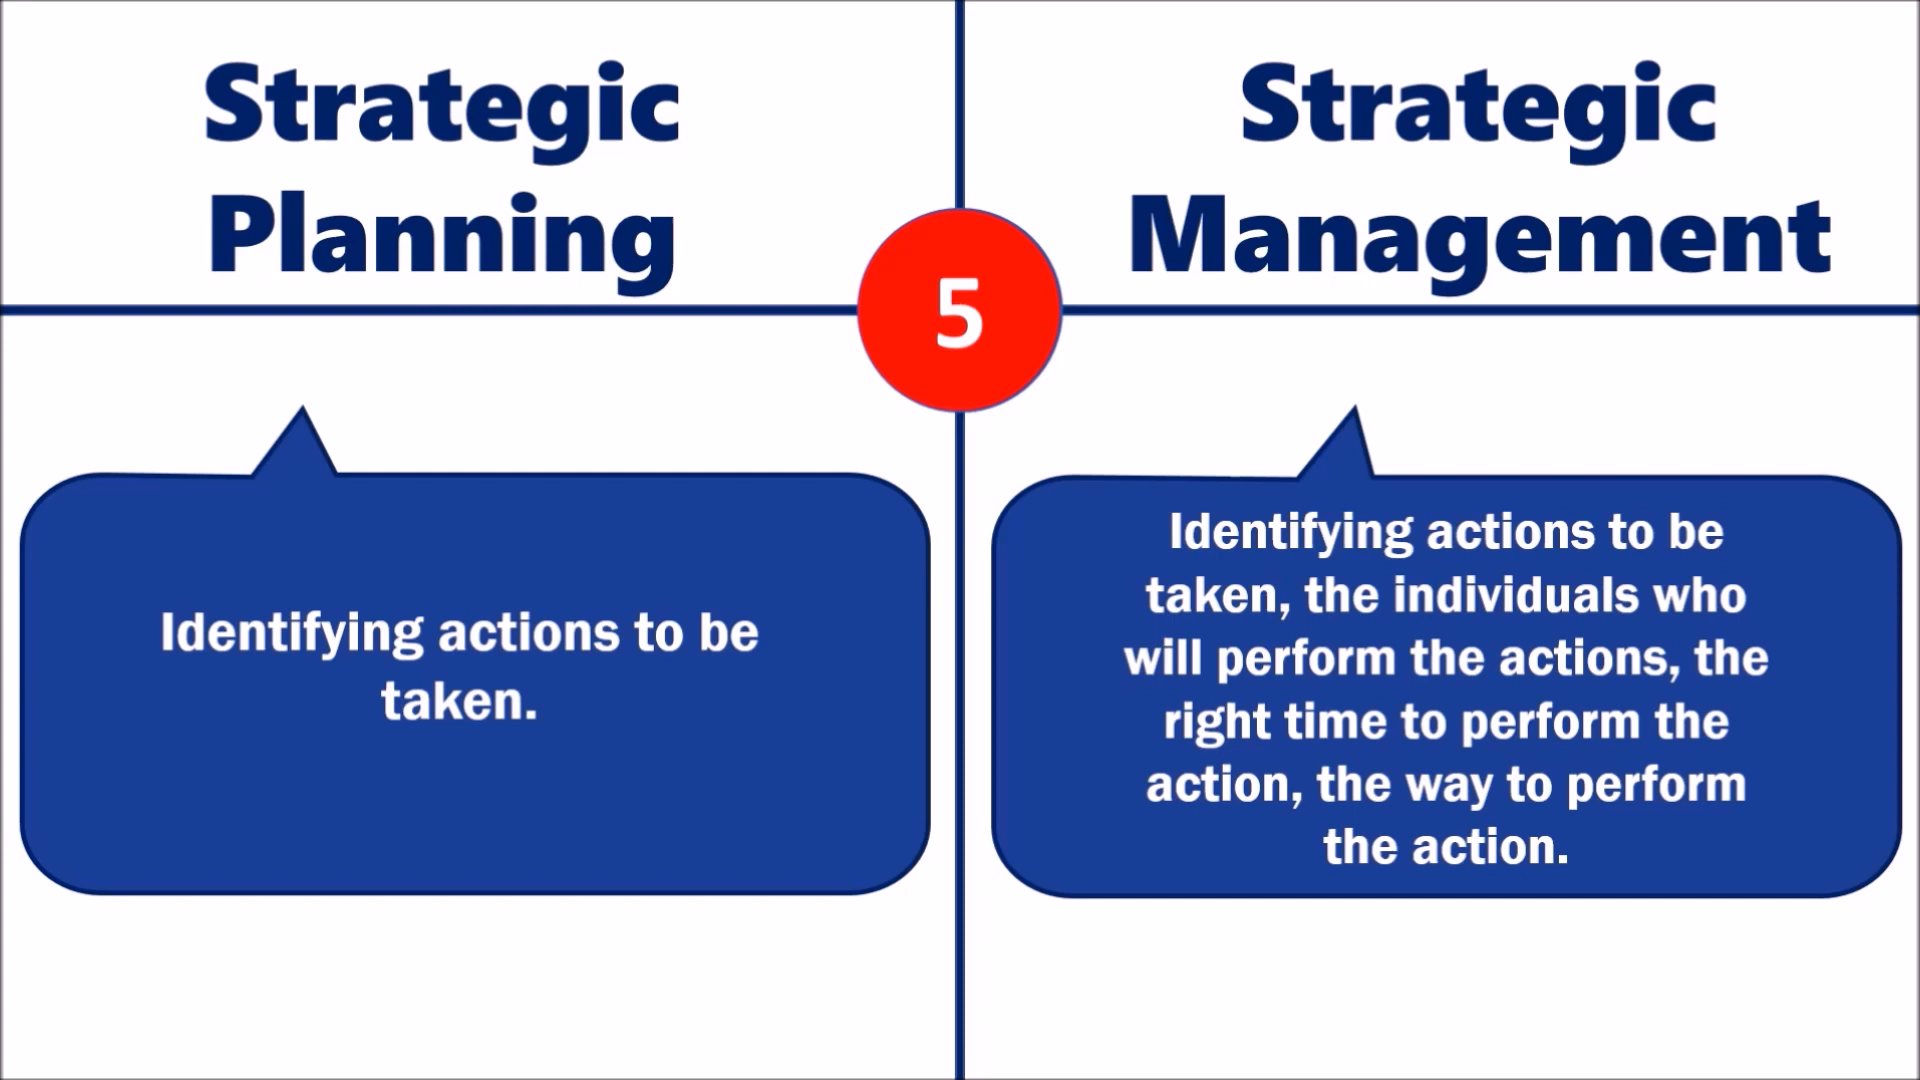 Strategic
Planning
Strategic
Management
5
Identifying actions to be
taken.
Identifying actions to be
taken, the individuals who
will perform the actions, the
right time to perform the
action, the way to perform
the action.